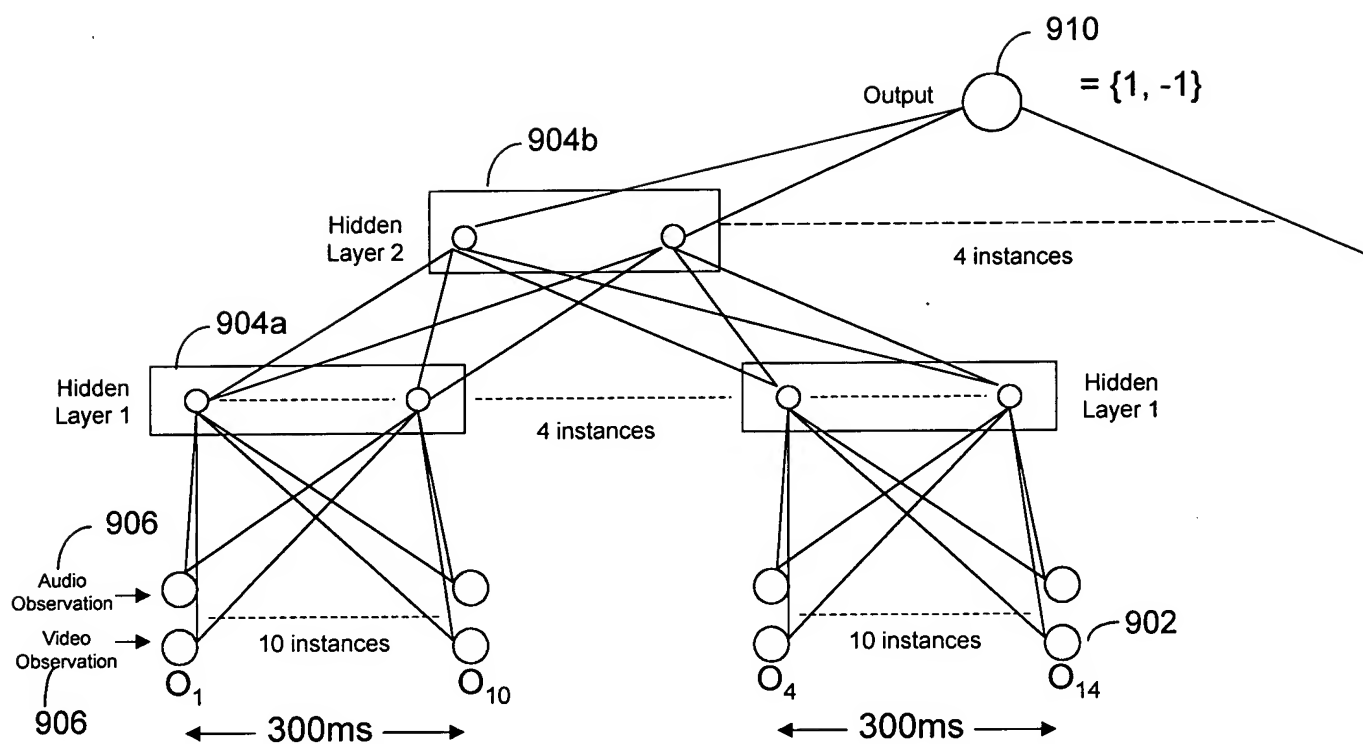 910
Output
= {1, -1}
904b
Hidden
Layer 2
4 instances
904a
Hidden
Layer 1
4 instances
Hidden
Layer 1
906
Audio
Observation
Video
Observation
906
10 instances
10 instances
902
O₁
O₁₀
O₄
O₁₄
300ms
300ms